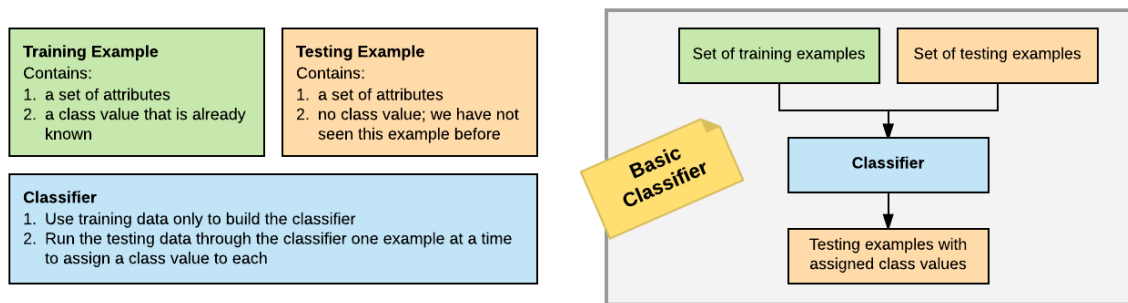 Training Example
Contains:
1. a set of attributes
2. a class value that is already
known
Testing Example
Contains:
1. a set of attributes
2. no class value; we have not
seen this example before
Classifier
1. Use training data only to build the classifier
2. Run the testing data through the classifier one example at a time
to assign a class value to each
Basic
Classifier
Set of training examples
Set of testing examples
Classifier
Testing examples with
assigned class values